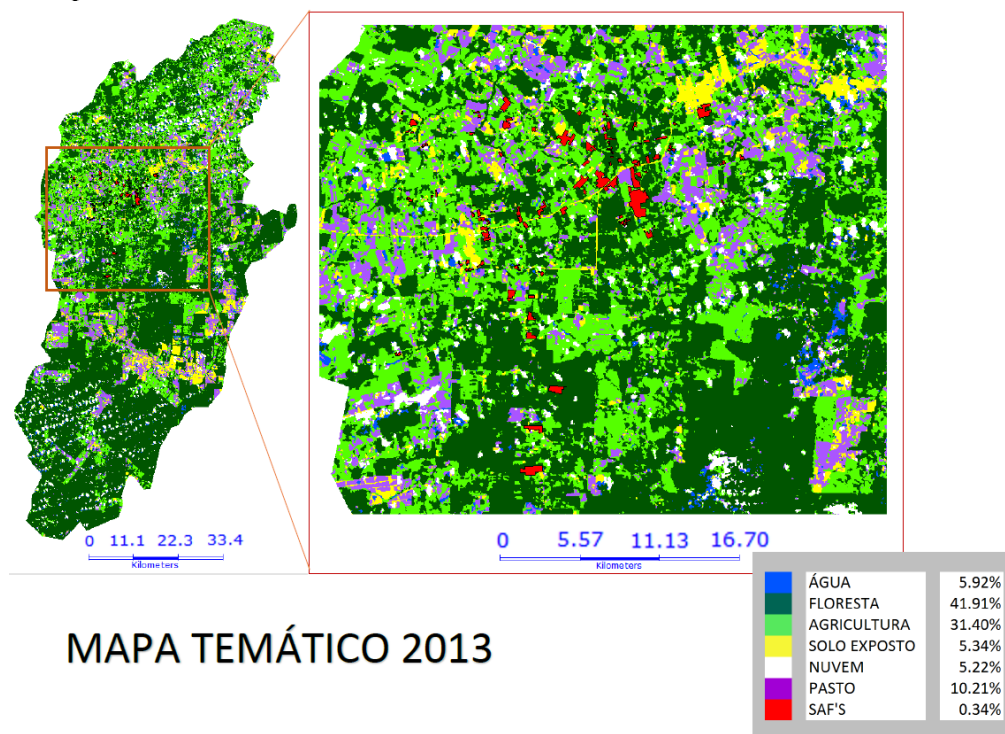 0 11.1 22.3 33.4
Kilometers
0 5.57 11.13 16.70
Kilometers
MAPA TEMÁTICO 2013
ÁGUA 5.92%
FLORESTA 41.91%
AGRICULTURA 31.40%
SOLO EXPOSTO 5.34%
NUVEM 5.22%
PASTO 10.21%
SAF'S 0.34%